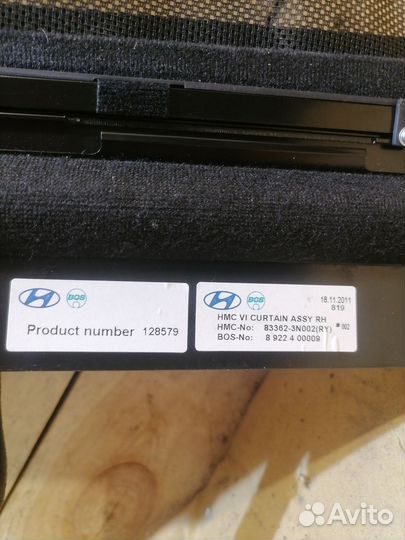 BOS
Product number 128579
BOS
18.11.2011
819
HMC VI CURTAIN ASSY RH
HMC-No: 83362-3N002(RY) # 002
BOS-No: 8 922 4 00009
Avito